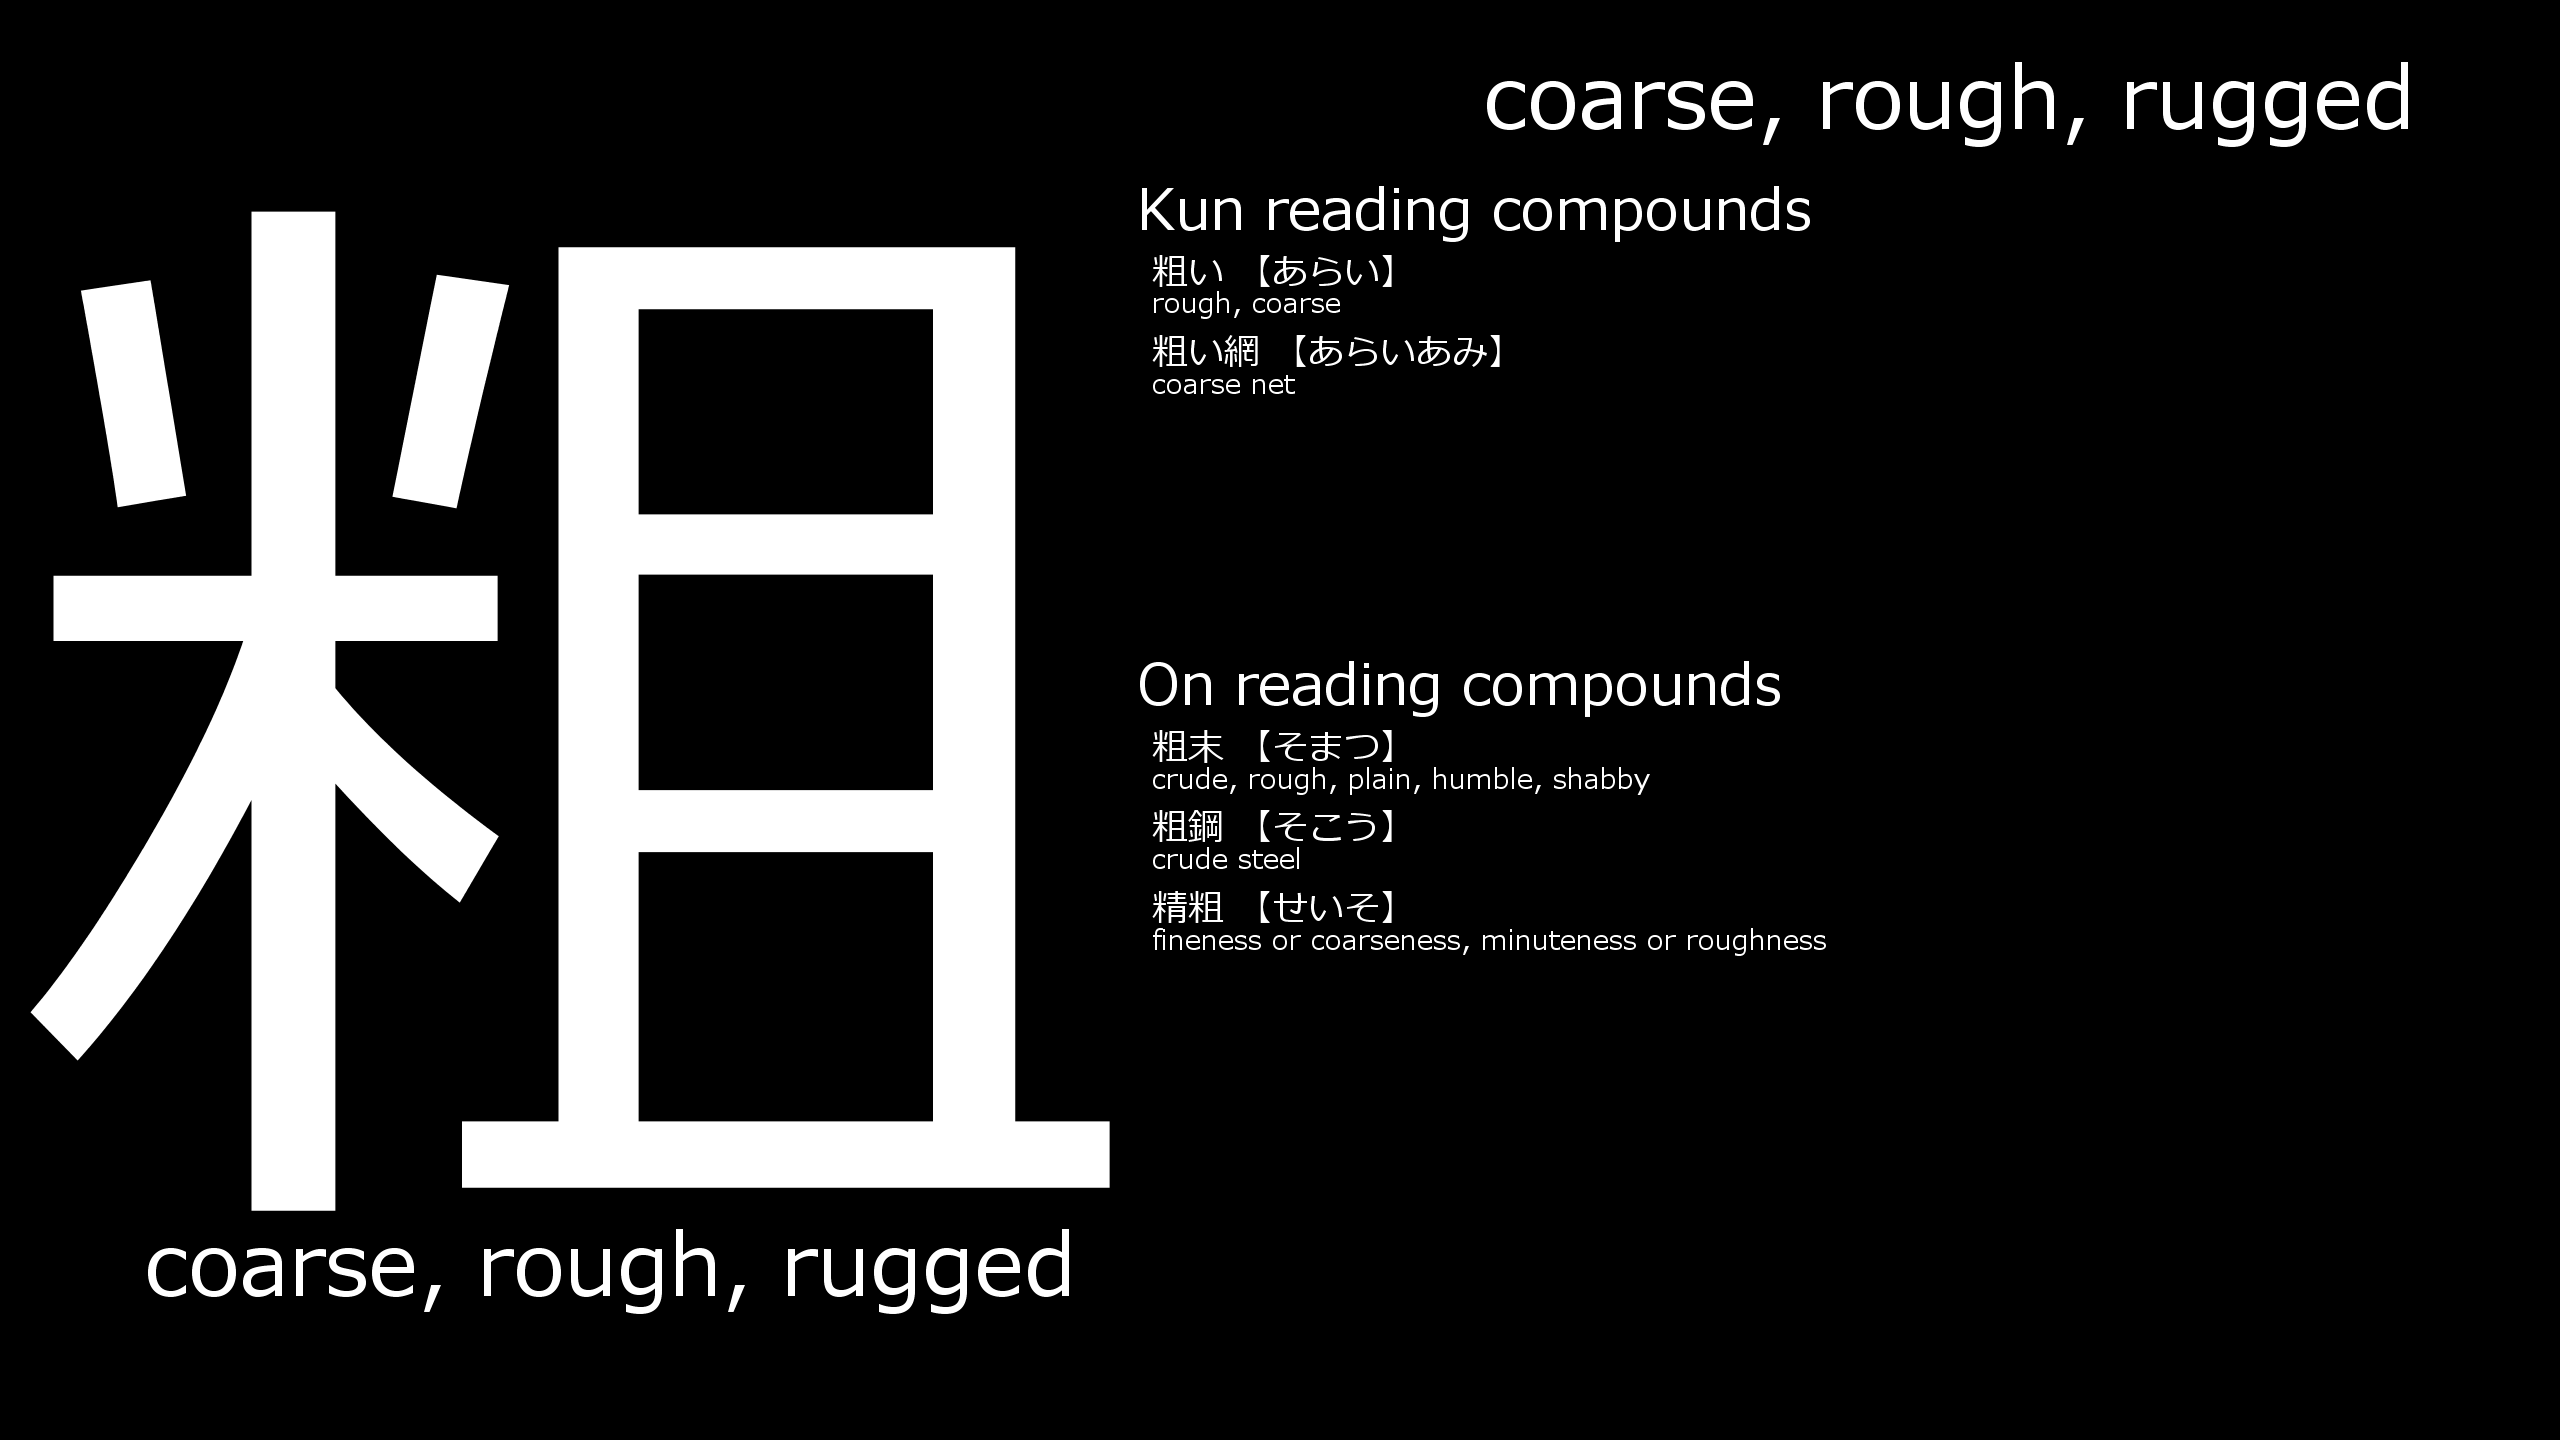 coarse, rough, rugged
粗
Kun reading compounds
粗い 【あらい】
rough, coarse
粗い網 【あらいあみ】
coarse net
On reading compounds
粗末 【そまつ】
crude, rough, plain, humble, shabby
粗鋼 【そこう】
crude steel
精粗 【せいそ】
fineness or coarseness, minuteness or roughness
coarse, rough, rugged